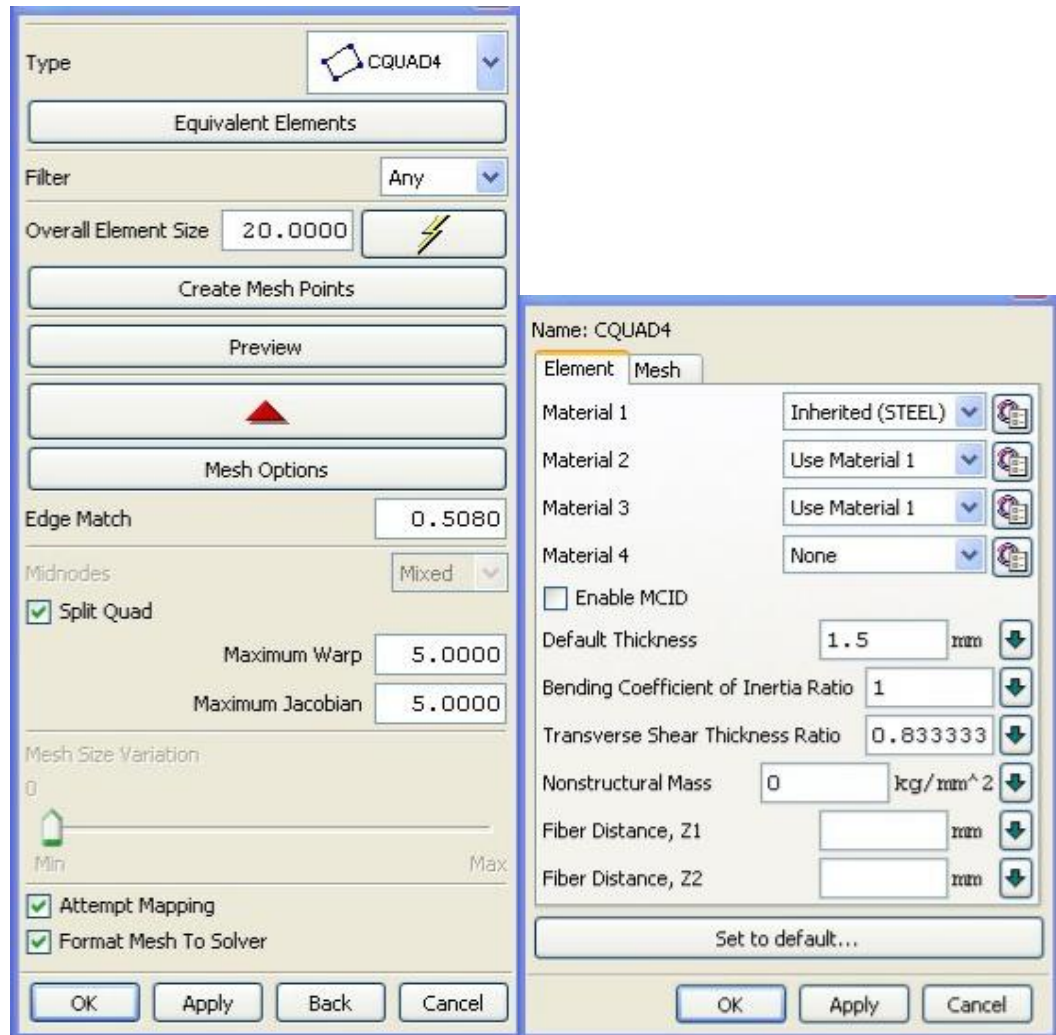 Type CQUAD4
Equivalent Elements
Filter Any
Overall Element Size 20.0000
Create Mesh Points
Preview
Mesh Options
Edge Match 0.5080
Midnodes Mixed
Split Quad
Maximum Warp 5.0000
Maximum Jacobian 5.0000
Mesh Size Variation
0
Min Max
Attempt Mapping
Format Mesh To Solver
OK Apply Back Cancel
Name: CQUAD4
Element Mesh
Material 1 Inherited (STEEL)
Material 2 Use Material 1
Material 3 Use Material 1
Material 4 None
Enable MCID
Default Thickness 1.5 mm
Bending Coefficient of Inertia Ratio 1
Transverse Shear Thickness Ratio 0.833333
Nonstructural Mass 0 kg/mm^2
Fiber Distance, Z1 mm
Fiber Distance, Z2 mm
Set to default...
OK Apply Cancel